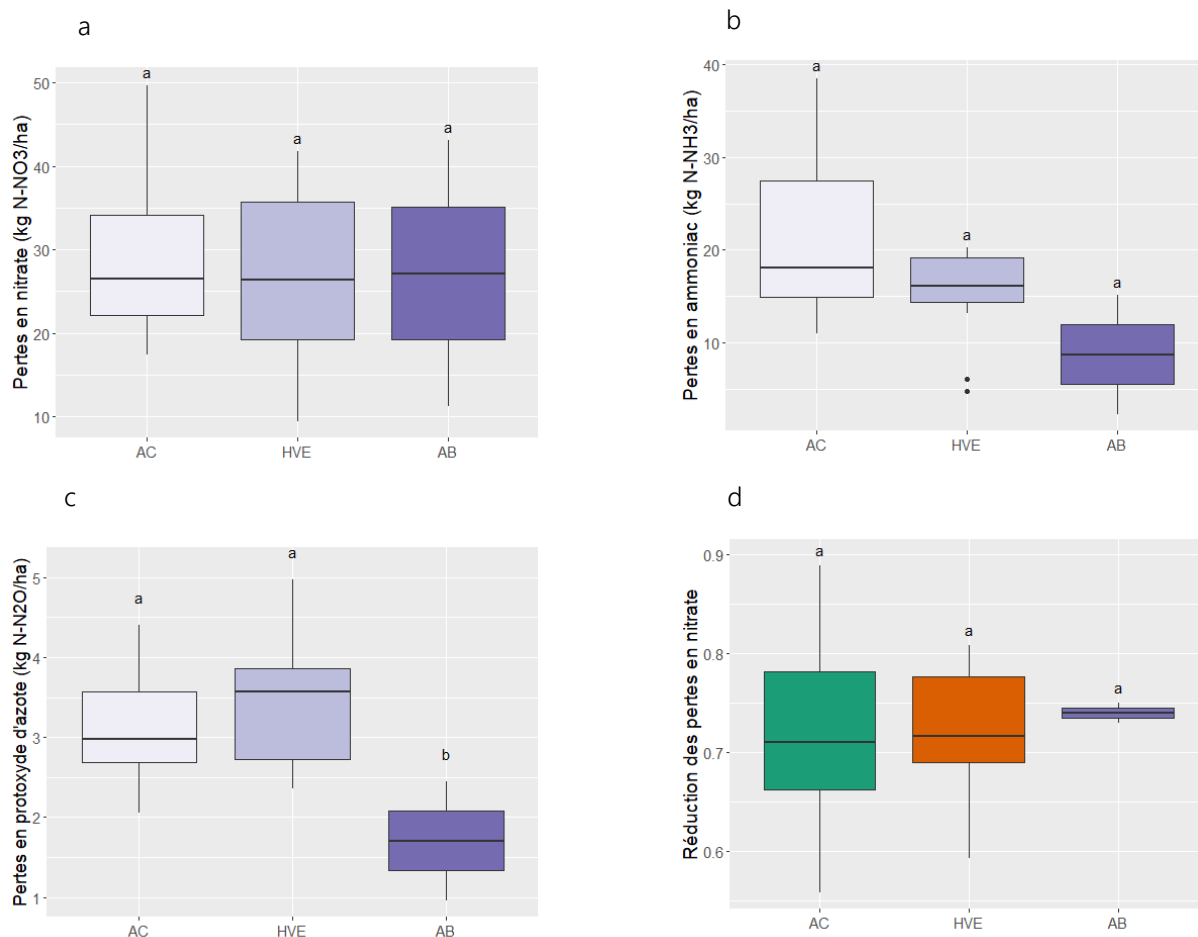 a
Pertes en nitrate (kg N-NO3/ha)
50
40
30
20
10
a
a
a
AC
HVE
AB
b
Pertes en ammoniac (kg N-NH3/ha)
40
30
20
10
a
a
a
AC
HVE
AB
c
Pertes en protoxyde d'azote (kg N-N2O/ha)
5
4
3
2
1
a
a
b
AC
HVE
AB
d
Réduction des pertes en nitrate
0.9
0.8
0.7
0.6
a
a
a
AC
HVE
AB